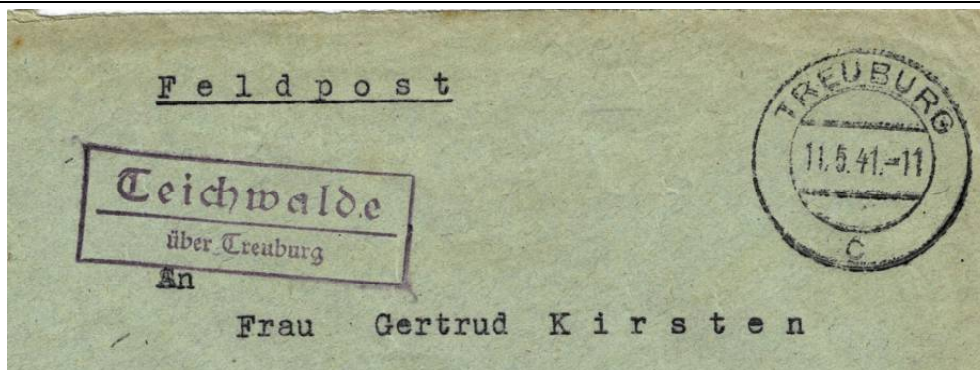 Feldpost
TREUBURG
11.5.41.-11
c
Teichwalde
über Treuburg
An
Frau Gertrud Kirsten